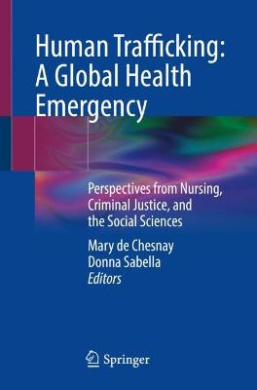 Human Trafficking:
A Global Health
Emergency
Perspectives from Nursing,
Criminal Justice, and
the Social Sciences
Mary de Chesnay
Donna Sabella
Editors
Springer